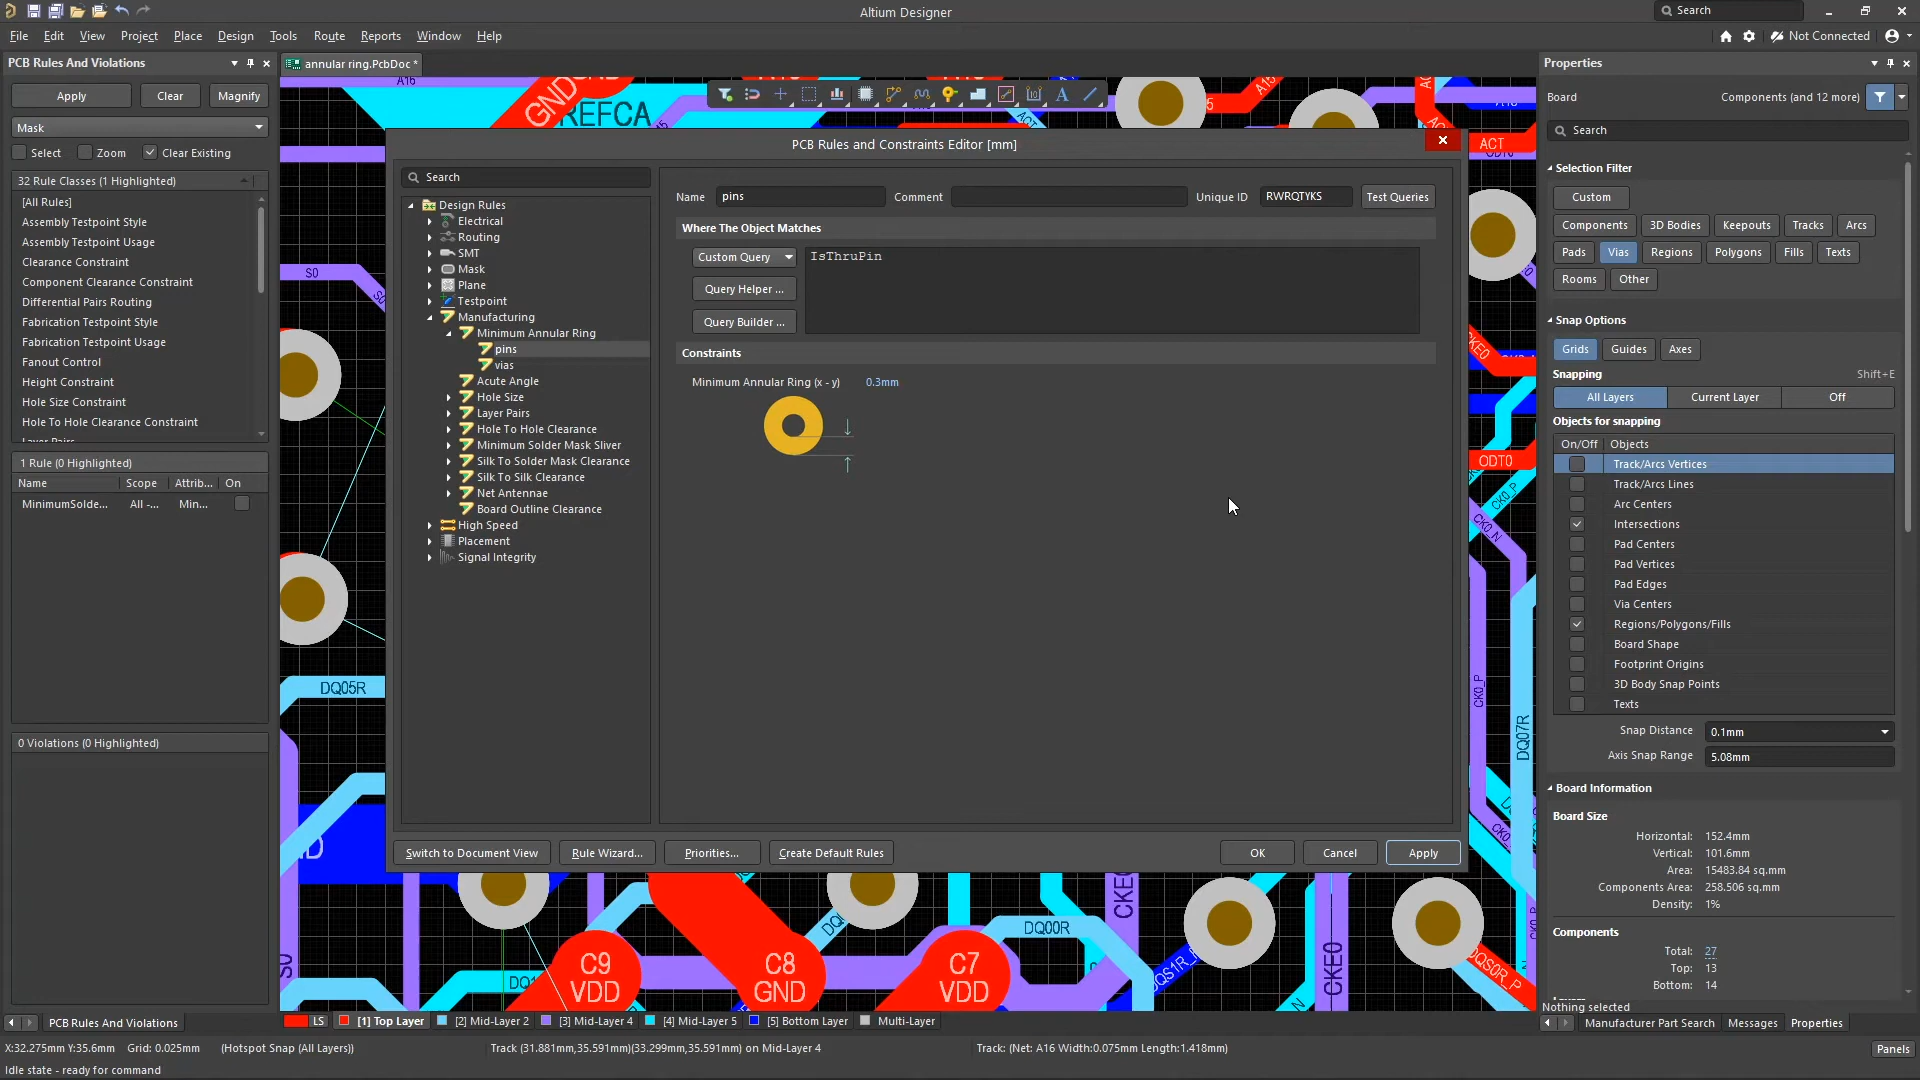 Altium Designer
Search
File Edit View Project Place Design Tools Route Reports Window Help
Not Connected
PCB Rules And Violations
annular ring.PcbDoc *
Apply Clear Magnify
Mask
Select Zoom Clear Existing
32 Rule Classes (1 Highlighted)
[All Rules]
Assembly Testpoint Style
Assembly Testpoint Usage
Clearance Constraint
Component Clearance Constraint
Differential Pairs Routing
Fabrication Testpoint Style
Fabrication Testpoint Usage
Fanout Control
Height Constraint
Hole Size Constraint
Hole To Hole Clearance Constraint
Layer Pairs
1 Rule (0 Highlighted)
Name Scope Attrib... On
MinimumSolde... All -... Min...
0 Violations (0 Highlighted)
PCB Rules And Violations
A16
GND
REFCA
S0
DQ05R
PCB Rules and Constraints Editor [mm]
Search
Design Rules
Electrical
Routing
SMT
Mask
Plane
Testpoint
Manufacturing
Minimum Annular Ring
pins
vias
Acute Angle
Hole Size
Layer Pairs
Hole To Hole Clearance
Minimum Solder Mask Sliver
Silk To Solder Mask Clearance
Silk To Silk Clearance
Net Antennae
Board Outline Clearance
High Speed
Placement
Signal Integrity
Name pins Comment Unique ID RWRQTYKS Test Queries
Where The Object Matches
Custom Query IsThruPin
Query Helper ...
Query Builder ...
Constraints
Minimum Annular Ring (x - y) 0.3mm
Switch to Document View Rule Wizard... Priorities... Create Default Rules OK Cancel Apply
ACT
CKE0
ODT0
CK0_P
CK0_N
CK0_P
DQ07R
C9
VDD
C8
GND
C7
VDD
DQ00R
CKE0
DQS0R_P
S0
LS [1] Top Layer [2] Mid-Layer 2 [3] Mid-Layer 4 [4] Mid-Layer 5 [5] Bottom Layer Multi-Layer
Properties
Board Components (and 12 more)
Search
Selection Filter
Custom
Components 3D Bodies Keepouts Tracks Arcs
Pads Vias Regions Polygons Fills Texts
Rooms Other
Snap Options
Grids Guides Axes
Snapping Shift+E
All Layers Current Layer Off
Objects for snapping
On/Off Objects
Track/Arcs Vertices
Track/Arcs Lines
Arc Centers
Intersections
Pad Centers
Pad Vertices
Pad Edges
Via Centers
Regions/Polygons/Fills
Board Shape
Footprint Origins
3D Body Snap Points
Texts
Snap Distance 0.1mm
Axis Snap Range 5.08mm
Board Information
Board Size
Horizontal: 152.4mm
Vertical: 101.6mm
Area: 15483.84 sq.mm
Components Area: 258.506 sq.mm
Density: 1%
Components
Total: 27
Top: 13
Bottom: 14
Nothing selected
Manufacturer Part Search Messages Properties
X:32.275mm Y:35.6mm Grid: 0.025mm (Hotspot Snap (All Layers)) Track (31.881mm,35.591mm)(33.299mm,35.591mm) on Mid-Layer 4 Track: (Net: A16 Width:0.075mm Length:1.418mm) Panels
Idle state - ready for command